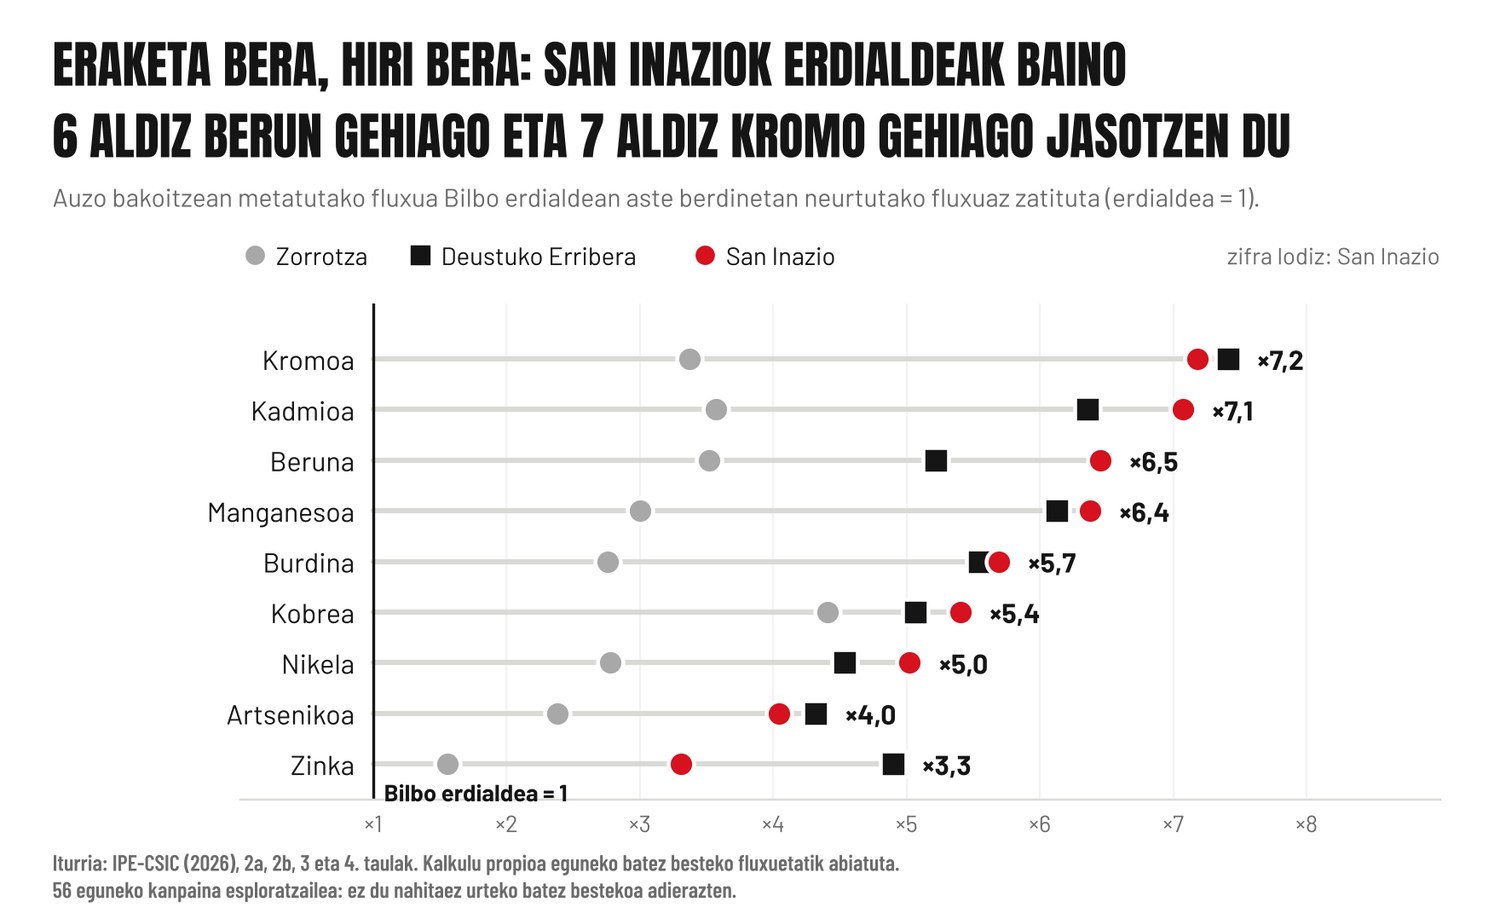 ERAKETA BERA, HIRI BERA: SAN INAZIOK ERDIALDEAK BAINO
6 ALDIZ BERUN GEHIAGO ETA 7 ALDIZ KROMO GEHIAGO JASOTZEN DU
Auzo bakoitzean metatutako fluxua Bilbo erdialdean aste berdinetan neurtutako fluxuaz zatituta (erdialdea = 1).
Zorrotza Deustuko Erribera San Inazio zifra lodiz: San Inazio
Kromoa ×7,2
Kadmioa ×7,1
Beruna ×6,5
Manganesoa ×6,4
Burdina ×5,7
Kobrea ×5,4
Nikela ×5,0
Artsenikoa ×4,0
Zinka ×3,3
Bilbo erdialdea = 1
×1 ×2 ×3 ×4 ×5 ×6 ×7 ×8
Iturria: IPE-CSIC (2026), 2a, 2b, 3 eta 4. taulak. Kalkulu propioa eguneko batez besteko fluxuetatik abiatuta.
56 eguneko kanpaina esploratzailea: ez du nahitaez urteko batez bestekoa adierazten.